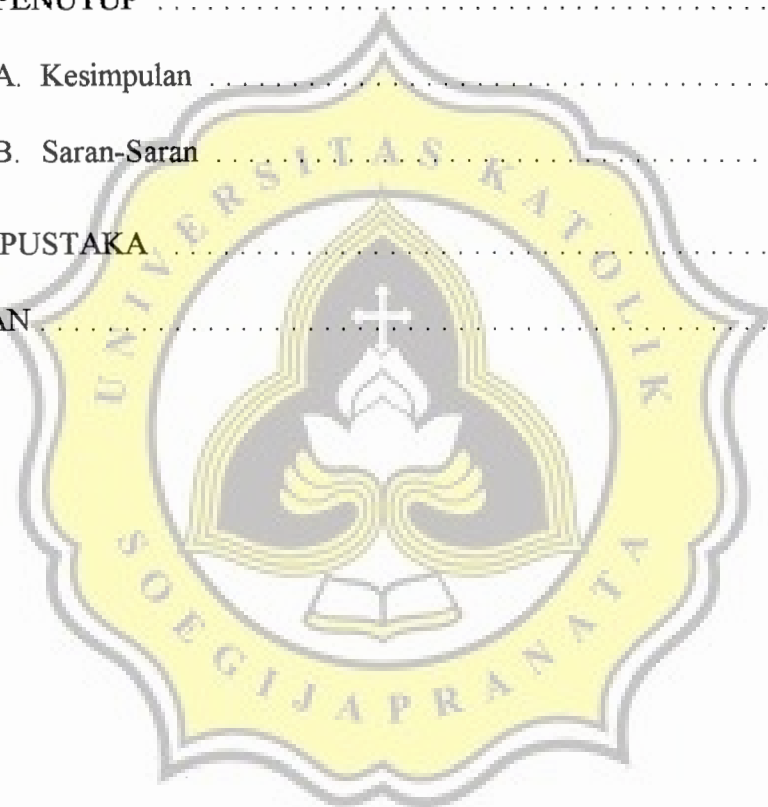 PENUTUP ........................................
A. Kesimpulan ........................................
B. Saran-Saran ........................................
PUSTAKA ........................................
AN ........................................
UNIVERSITAS KATOLIK
SOEGIJAPRANATA